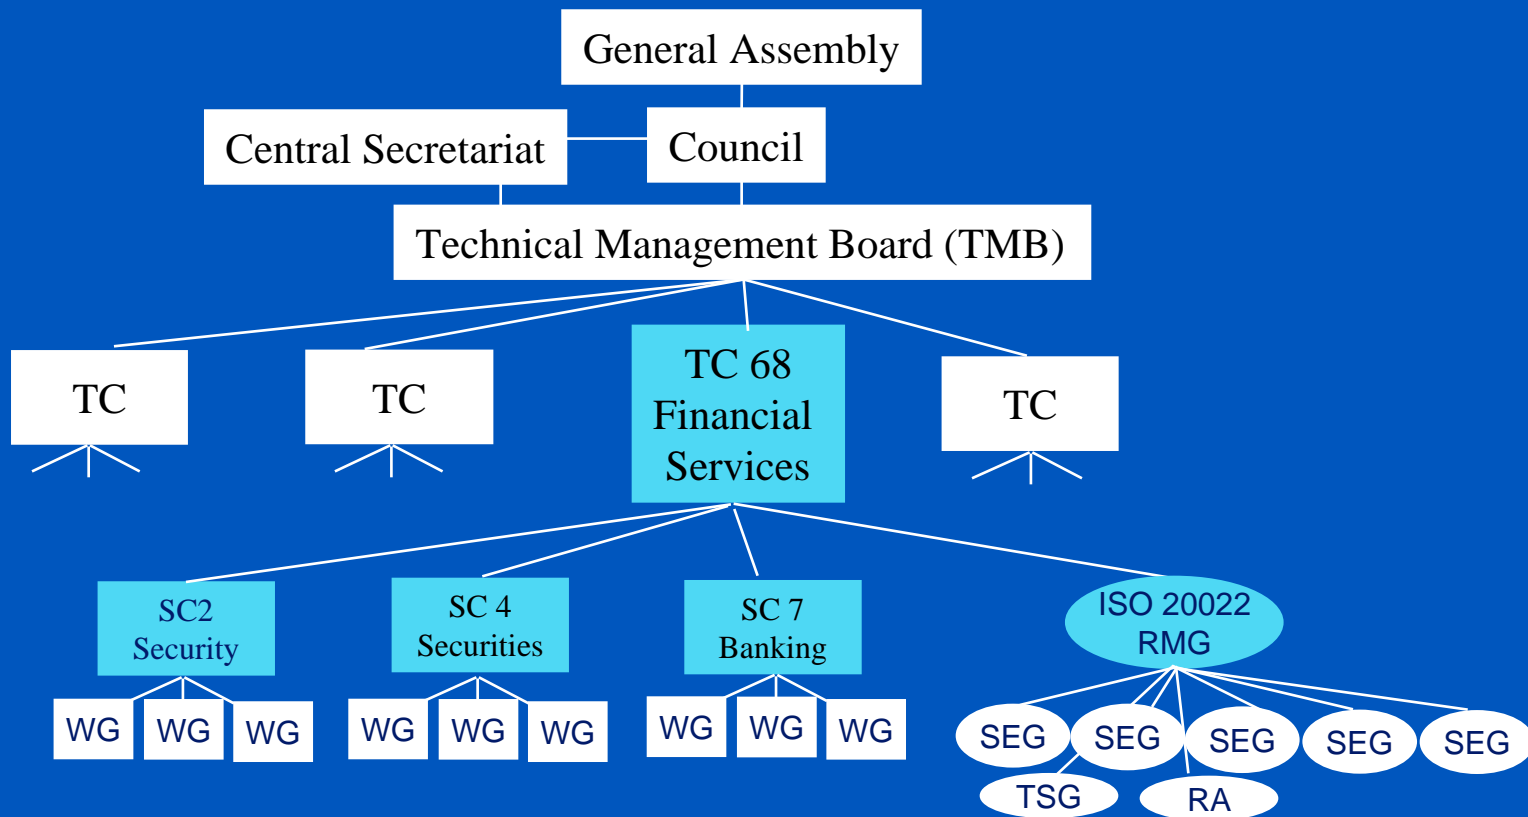 General Assembly
Central Secretariat
Council
Technical Management Board (TMB)
TC
TC
TC 68
Financial
Services
TC
SC2
Security
SC 4
Securities
SC 7
Banking
ISO 20022
RMG
WG
WG
WG
WG
WG
WG
WG
WG
WG
SEG
SEG
SEG
SEG
SEG
TSG
RA